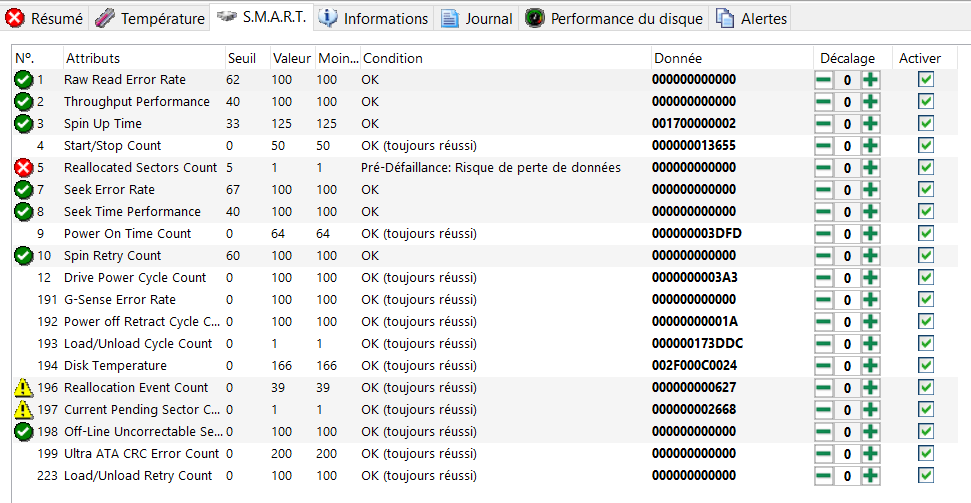 Résumé Température S.M.A.R.T. Informations Journal Performance du disque Alertes
Nº. Attributs Seuil Valeur Moin... Condition Donnée Décalage Activer
1 Raw Read Error Rate 62 100 100 OK 000000000000 0
2 Throughput Performance 40 100 100 OK 000000000000 0
3 Spin Up Time 33 125 125 OK 001700000002 0
4 Start/Stop Count 0 50 50 OK (toujours réussi) 000000013655 0
5 Reallocated Sectors Count 5 1 1 Pré-Défaillance: Risque de perte de données 000000000000 0
7 Seek Error Rate 67 100 100 OK 000000000000 0
8 Seek Time Performance 40 100 100 OK 000000000000 0
9 Power On Time Count 0 64 64 OK (toujours réussi) 000000003DFD 0
10 Spin Retry Count 60 100 100 OK 000000000000 0
12 Drive Power Cycle Count 0 100 100 OK (toujours réussi) 0000000003A3 0
191 G-Sense Error Rate 0 100 100 OK (toujours réussi) 000000000000 0
192 Power off Retract Cycle C... 0 100 100 OK (toujours réussi) 00000000001A 0
193 Load/Unload Cycle Count 0 1 1 OK (toujours réussi) 000000173DDC 0
194 Disk Temperature 0 166 166 OK (toujours réussi) 002F000C0024 0
196 Reallocation Event Count 0 39 39 OK (toujours réussi) 000000000627 0
197 Current Pending Sector C... 0 1 1 OK (toujours réussi) 000000002668 0
198 Off-Line Uncorrectable Se... 0 100 100 OK (toujours réussi) 000000000000 0
199 Ultra ATA CRC Error Count 0 200 200 OK (toujours réussi) 000000000000 0
223 Load/Unload Retry Count 0 100 100 OK (toujours réussi) 000000000000 0